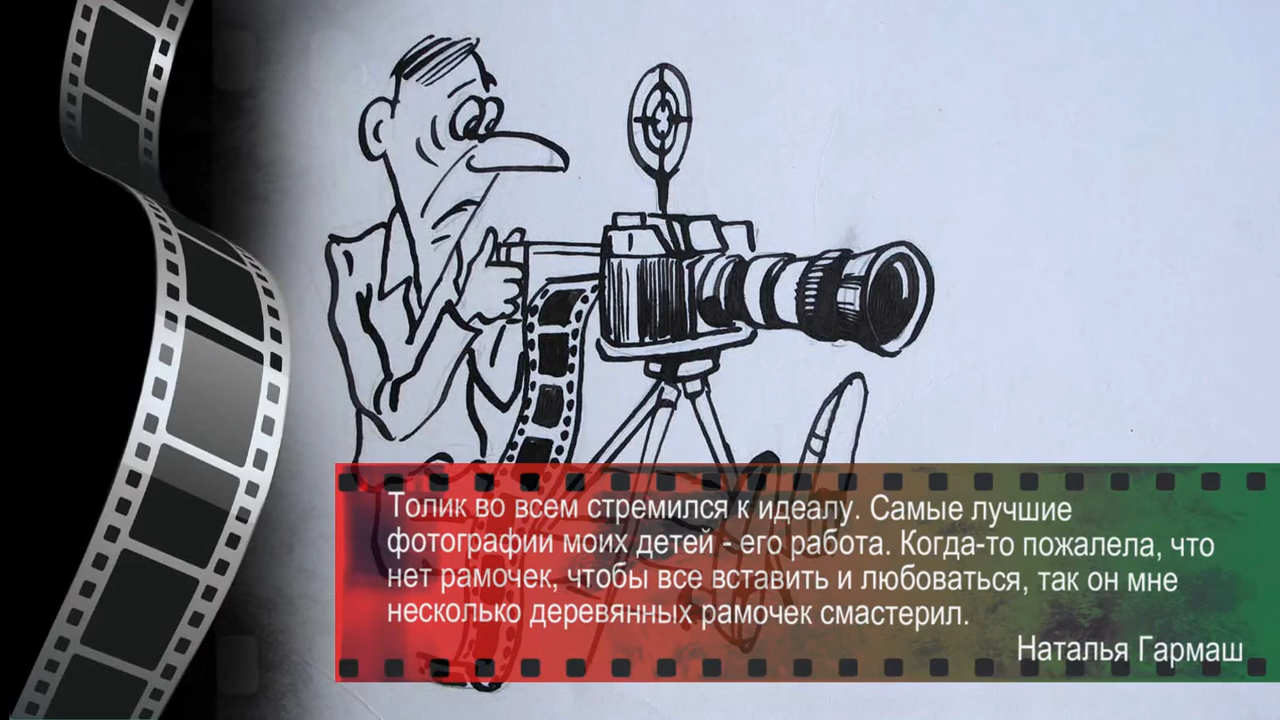 Толик во всем стремился к идеалу. Самые лучшие
фотографии моих детей - его работа. Когда-то пожалела, что
нет рамочек, чтобы все вставить и любоваться, так он мне
несколько деревянных рамочек смастерил.
Наталья Гармаш